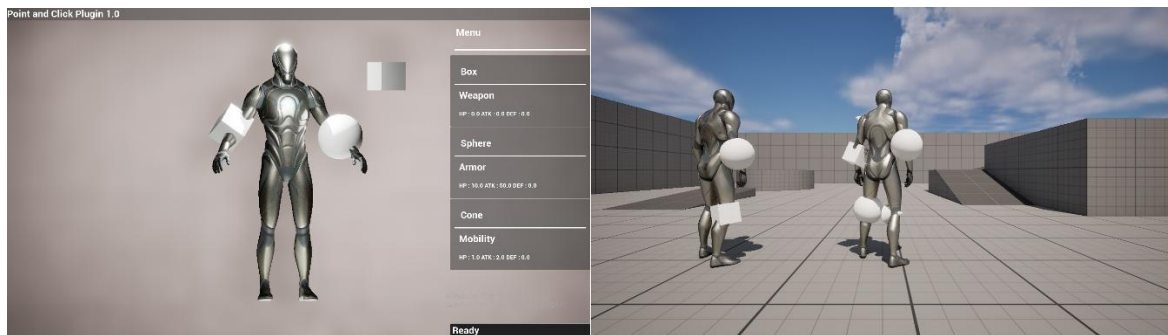 Point and Click Plugin 1.0
Menu
Box
Weapon
HP : 0.0 ATK : 0.0 DEF : 0.0
Sphere
Armor
HP : 10.0 ATK : 50.0 DEF : 0.0
Cone
Mobility
HP : 1.0 ATK : 2.0 DEF : 0.0
Ready